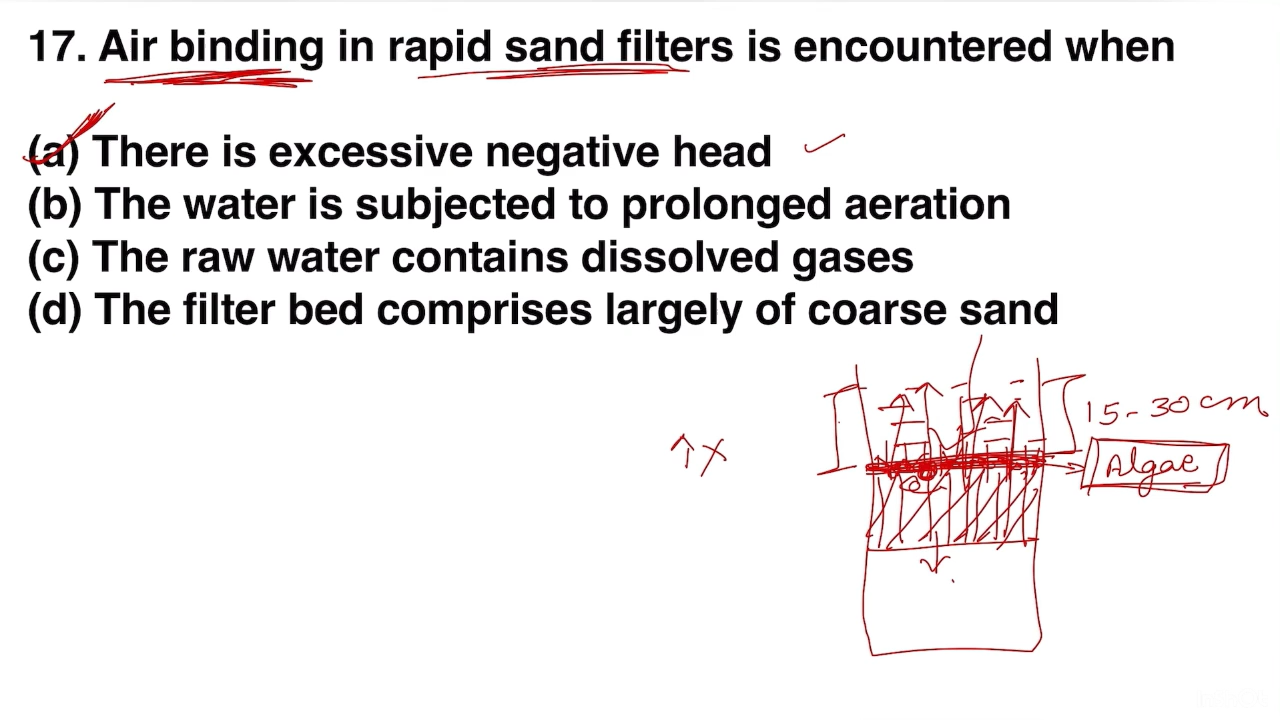 17. Air binding in rapid sand filters is encountered when
(a) There is excessive negative head
(b) The water is subjected to prolonged aeration
(c) The raw water contains dissolved gases
(d) The filter bed comprises largely of coarse sand
15-30 cm
Algae